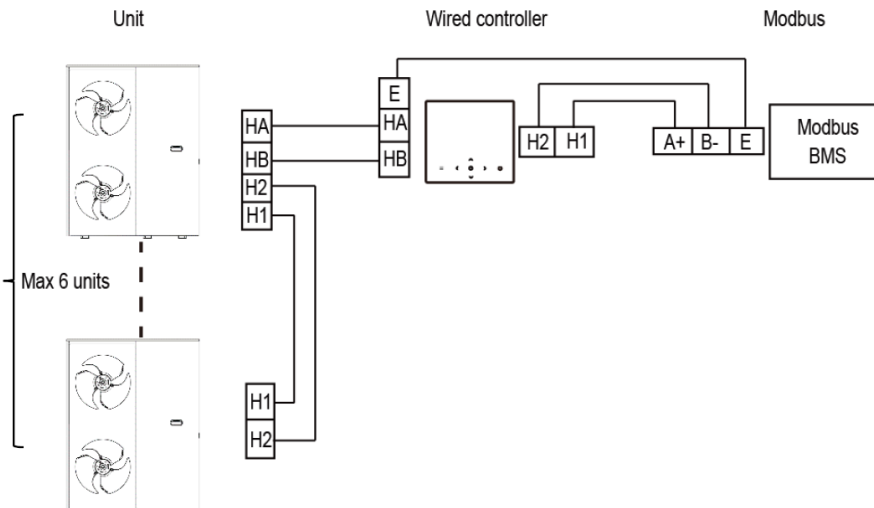 Unit
Wired controller
Modbus
E
HA
HA
HB
HB
H2
H1
H2 H1
A+ B- E
Modbus
BMS
Max 6 units
H1
H2